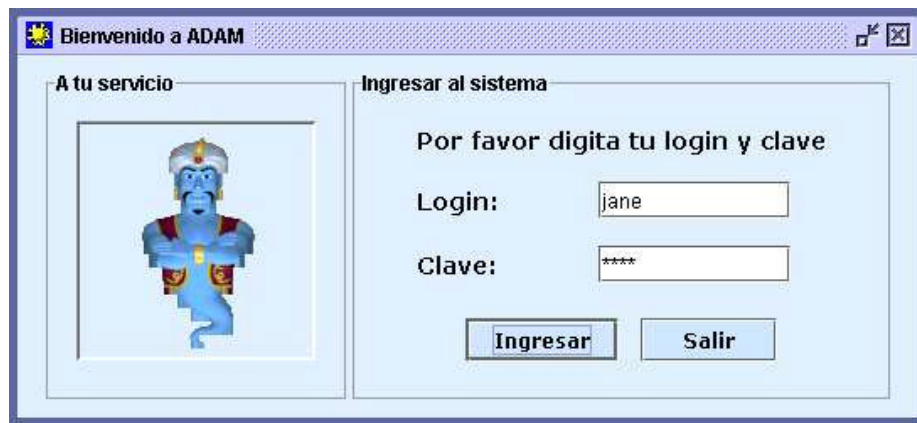 Bienvenido a ADAM
A tu servicio
Ingresar al sistema
Por favor digita tu login y clave
Login:
jane
Clave:
****
Ingresar
Salir